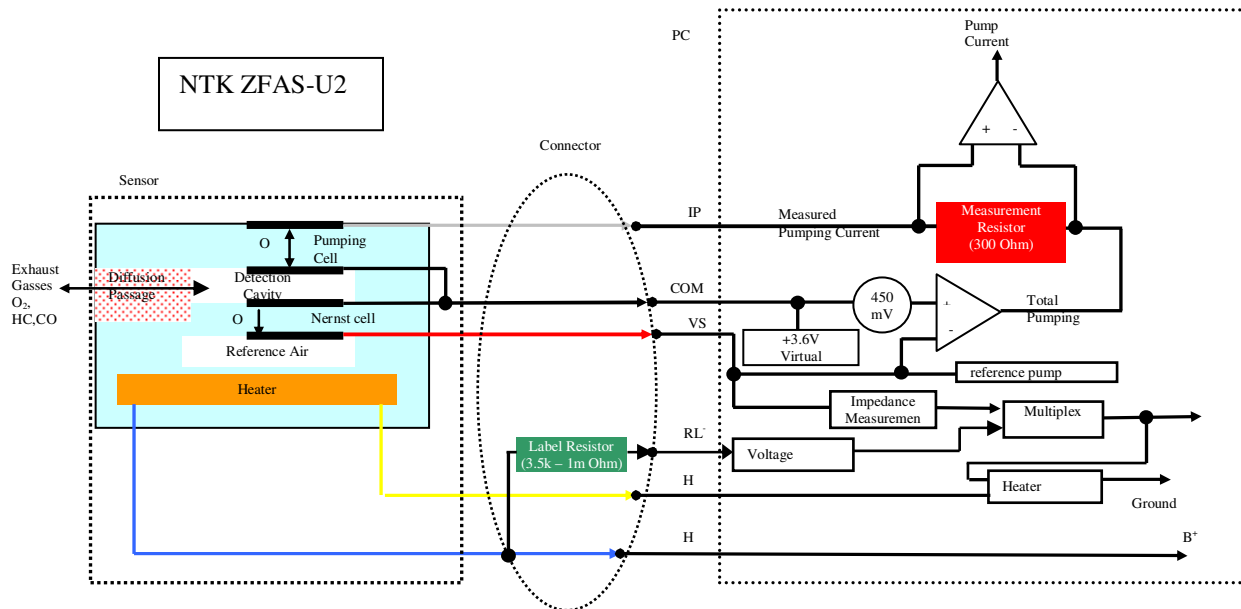 NTK ZFAS-U2
PC
Pump
Current
+ -
Connector
Sensor
IP
Measured
Pumping Current
Measurement
Resistor
(300 Ohm)
O
Pumping
Cell
Exhaust
Gasses
O₂,
HC,CO
Diffusion
Passage
Detection
Cavity
COM
450
mV
+
-
Total
Pumping
O
Nernst cell
VS
+3.6V
Virtual
Reference Air
reference pump
Heater
Impedance
Measuremen
Multiplex
Label Resistor
(3.5k – 1m Ohm)
RL⁻
Voltage
H
Heater
Ground
H
B⁺